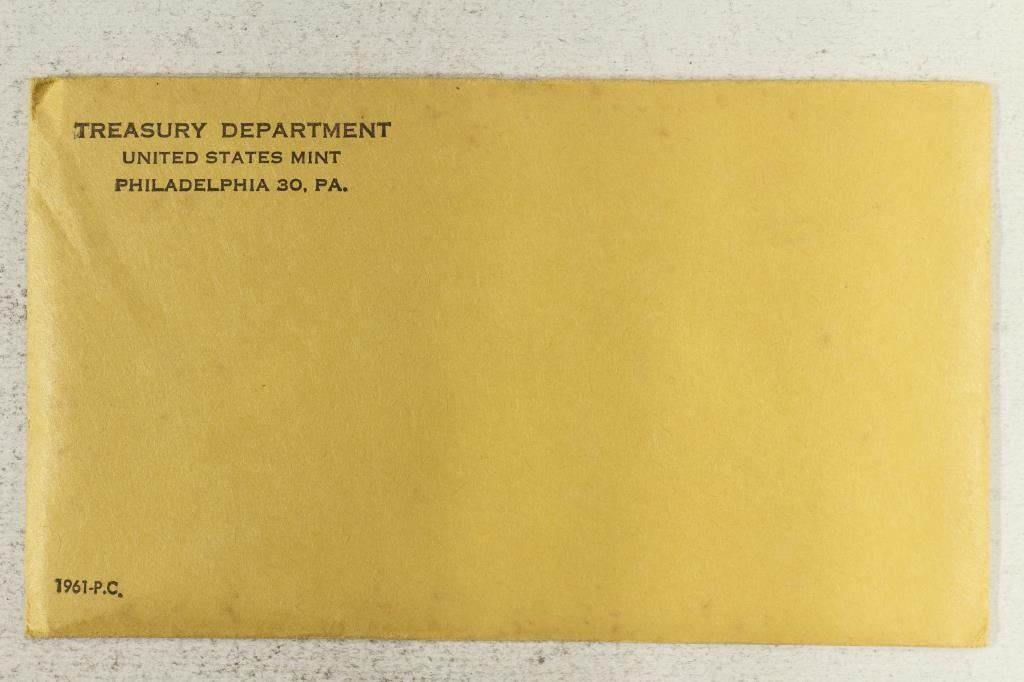 TREASURY DEPARTMENT
UNITED STATES MINT
PHILADELPHIA 30, PA.
1961-P.C.